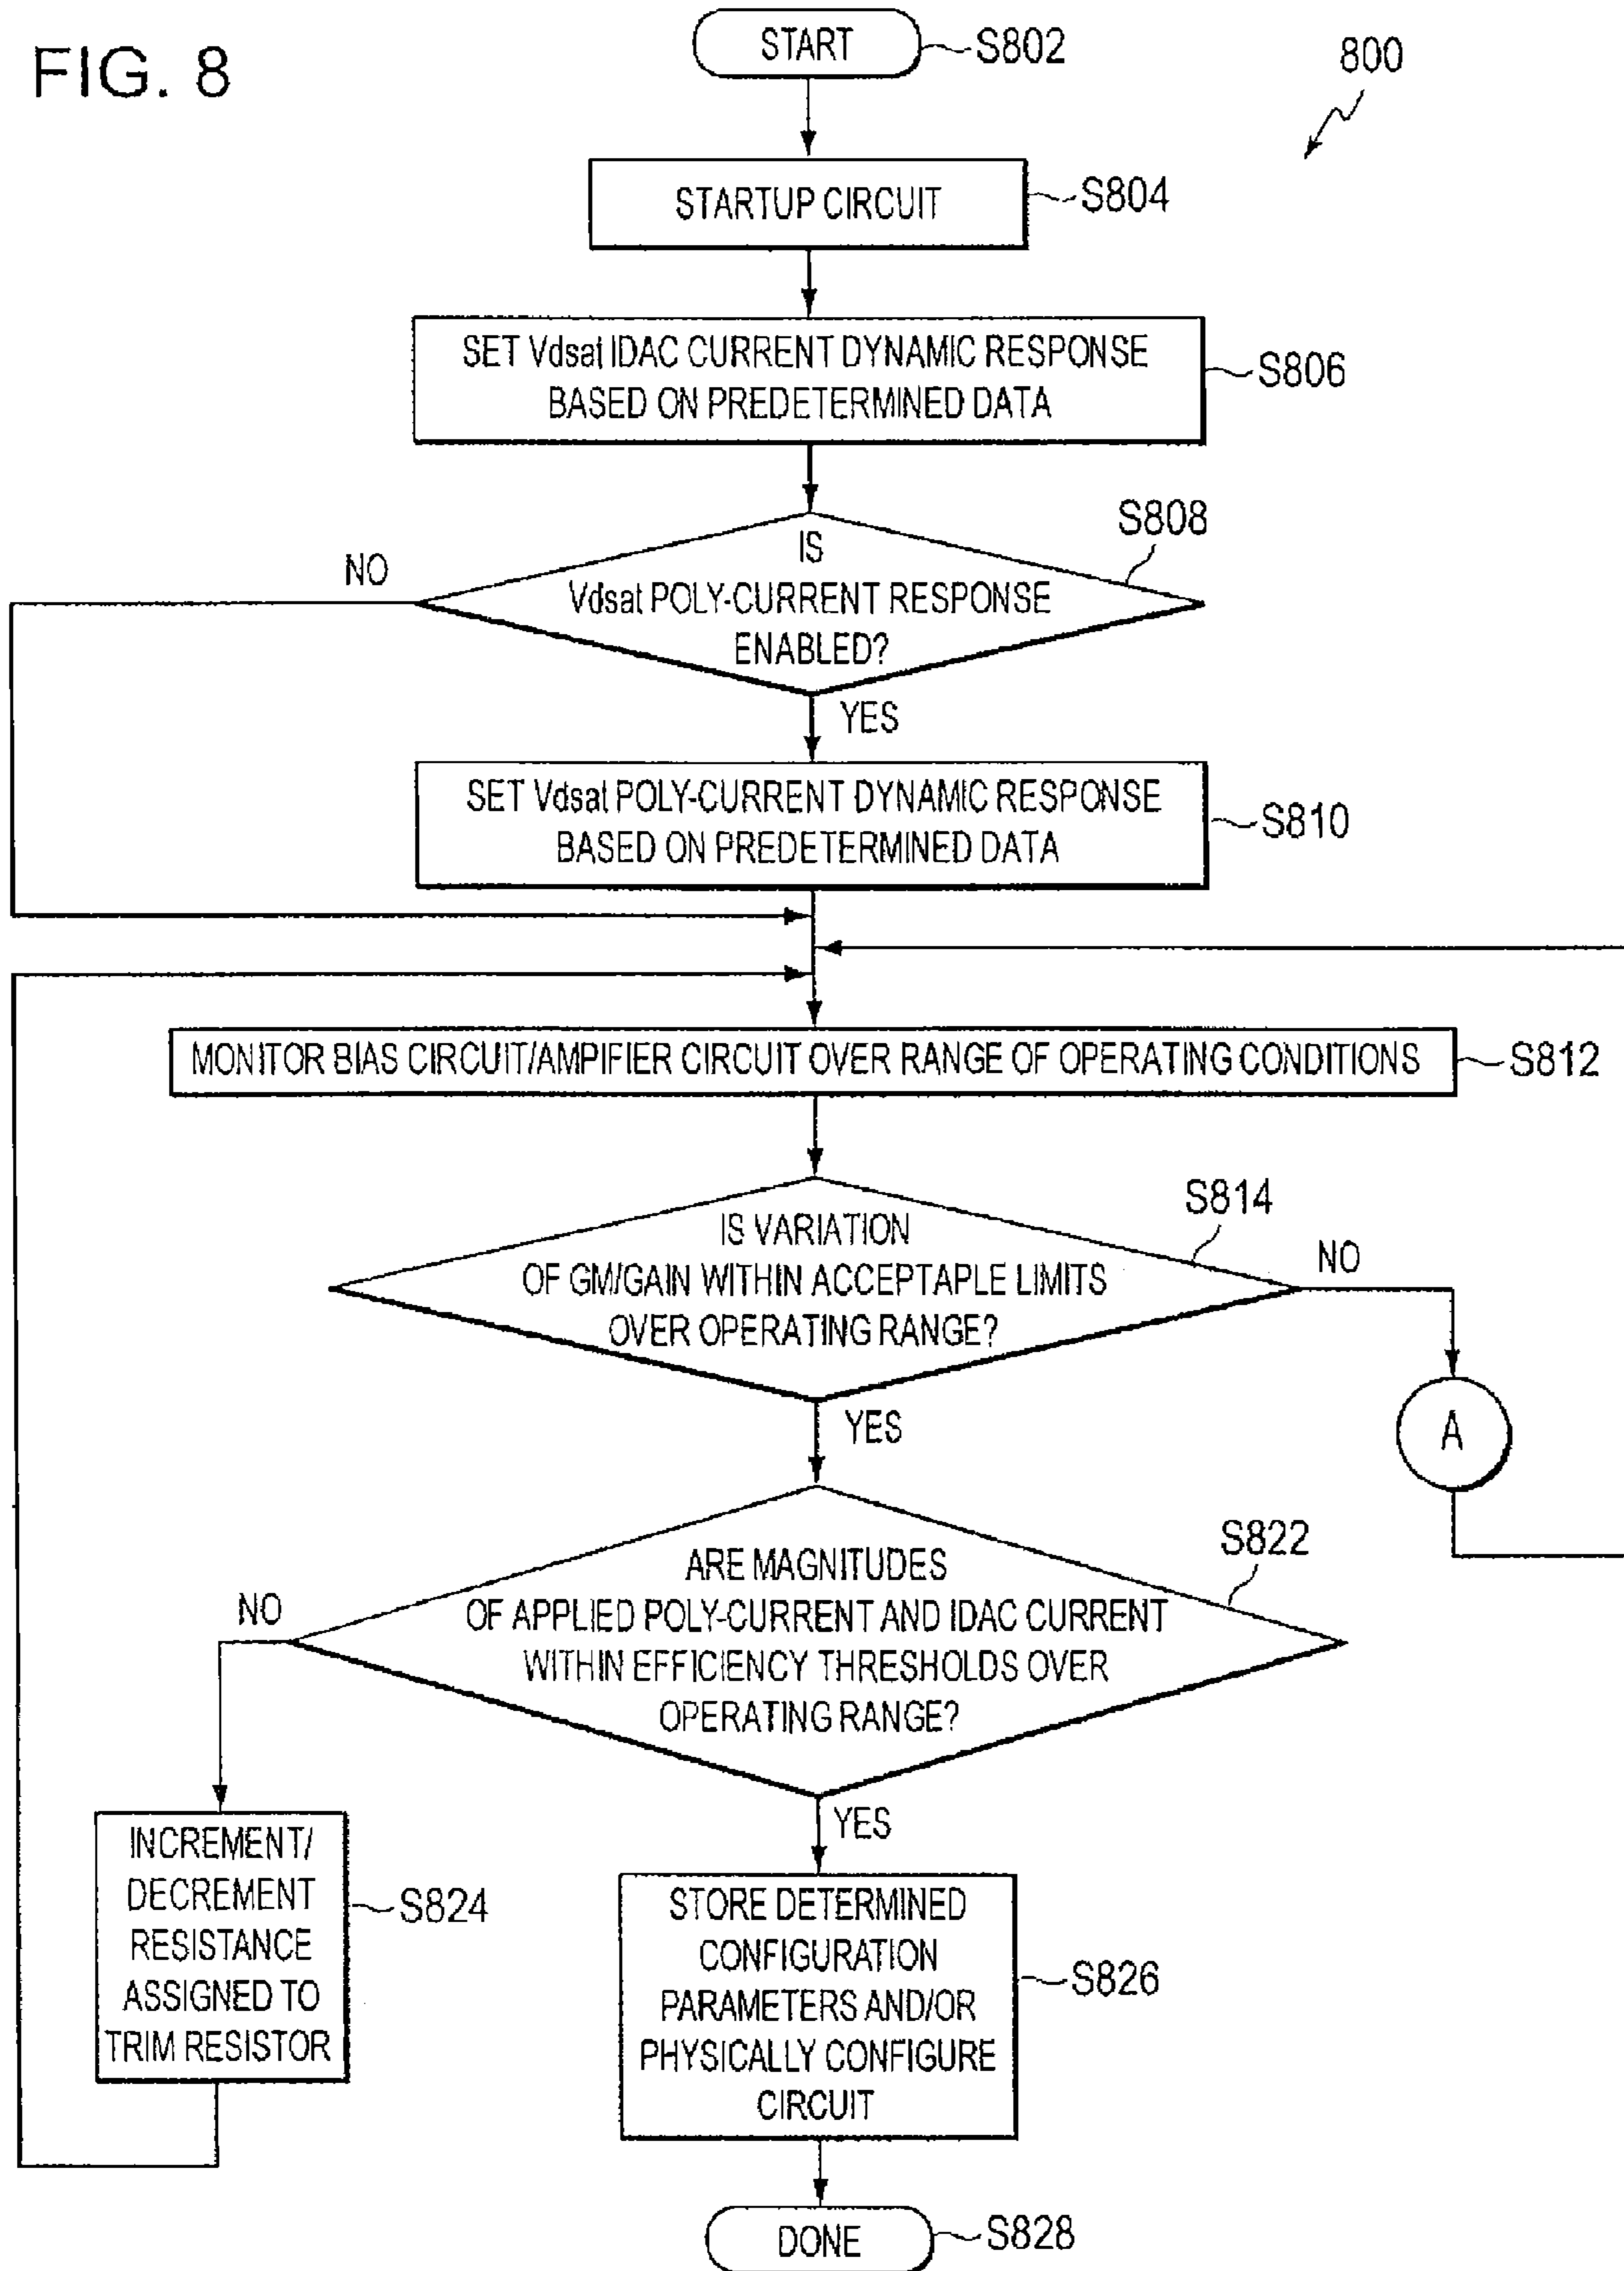 FIG. 8
START
S802
800
STARTUP CIRCUIT
S804
SET Vdsat IDAC CURRENT DYNAMIC RESPONSE
BASED ON PREDETERMINED DATA
S806
S808
NO
IS
Vdsat POLY-CURRENT RESPONSE
ENABLED?
YES
SET Vdsat POLY-CURRENT DYNAMIC RESPONSE
BASED ON PREDETERMINED DATA
S810
MONITOR BIAS CIRCUIT/AMPIFIER CIRCUIT OVER RANGE OF OPERATING CONDITIONS
S812
S814
IS VARIATION
OF GM/GAIN WITHIN ACCEPTAPLE LIMITS
OVER OPERATING RANGE?
NO
YES
A
S822
ARE MAGNITUDES
OF APPLIED POLY-CURRENT AND IDAC CURRENT
WITHIN EFFICIENCY THRESHOLDS OVER
OPERATING RANGE?
NO
YES
INCREMENT/
DECREMENT
RESISTANCE
ASSIGNED TO
TRIM RESISTOR
S824
STORE DETERMINED
CONFIGURATION
PARAMETERS AND/OR
PHYSICALLY CONFIGURE
CIRCUIT
S826
DONE
S828